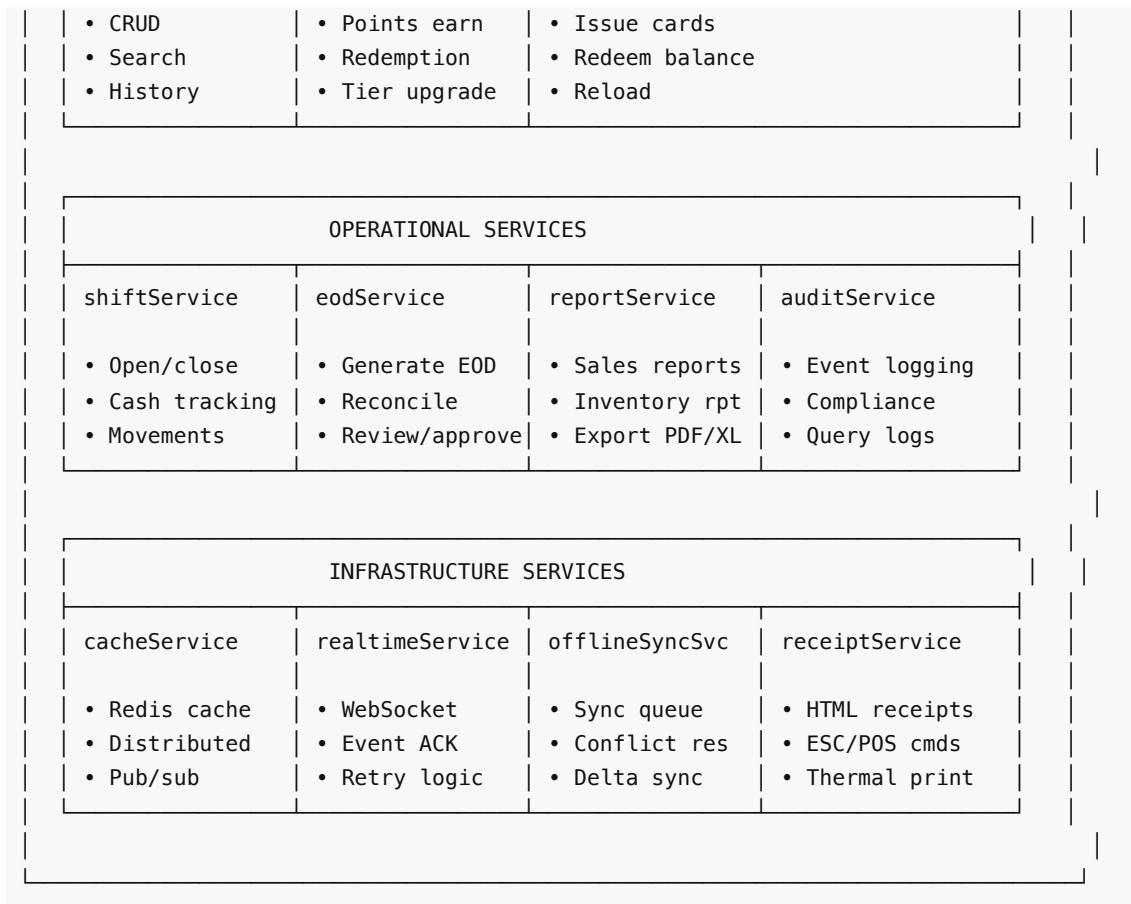 • CRUD • Points earn • Issue cards
• Search • Redemption • Redeem balance
• History • Tier upgrade • Reload
OPERATIONAL SERVICES
shiftService eodService reportService auditService
• Open/close • Generate EOD • Sales reports • Event logging
• Cash tracking • Reconcile • Inventory rpt • Compliance
• Movements • Review/approve • Export PDF/XL • Query logs
INFRASTRUCTURE SERVICES
cacheService realtimeService offlineSyncSvc receiptService
• Redis cache • WebSocket • Sync queue • HTML receipts
• Distributed • Event ACK • Conflict res • ESC/POS cmds
• Pub/sub • Retry logic • Delta sync • Thermal print